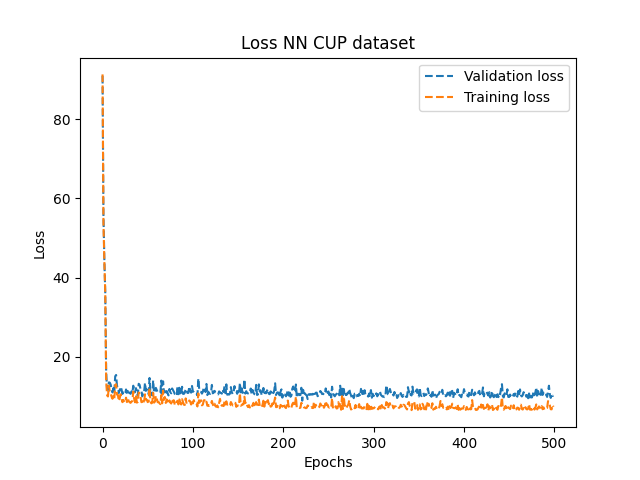 Loss NN CUP dataset
Validation loss
Training loss
80
60
40
20
Loss
0 100 200 300 400 500
Epochs